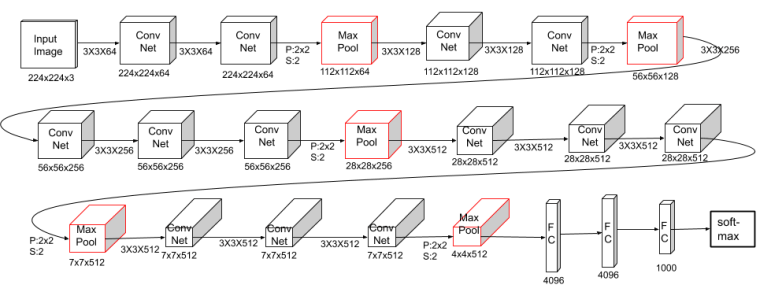 Input
Image
224x224x3
3X3X64
Conv
Net
224x224x64
3X3X64
Conv
Net
224x224x64
P:2x2
S:2
Max
Pool
112x112x64
3X3X128
Conv
Net
112x112x128
3X3X128
Conv
Net
112x112x128
P:2x2
S:2
Max
Pool
56x56x128
3X3X256
Conv
Net
56x56x256
3X3X256
Conv
Net
56x56x256
3X3X256
Conv
Net
56x56x256
P:2x2
S:2
Max
Pool
28x28x256
3X3X512
Conv
Net
28x28x512
3X3X512
Conv
Net
28x28x512
3X3X512
Conv
Net
28x28x512
P:2x2
S:2
Max
Pool
7x7x512
3X3X512
Conv
Net
7x7x512
3X3X512
Conv
Net
7x7x512
3X3X512
Conv
Net
7x7x512
P:2x2
S:2
Max
Pool
4x4x512
F
C
4096
F
C
4096
F
C
1000
soft-
max